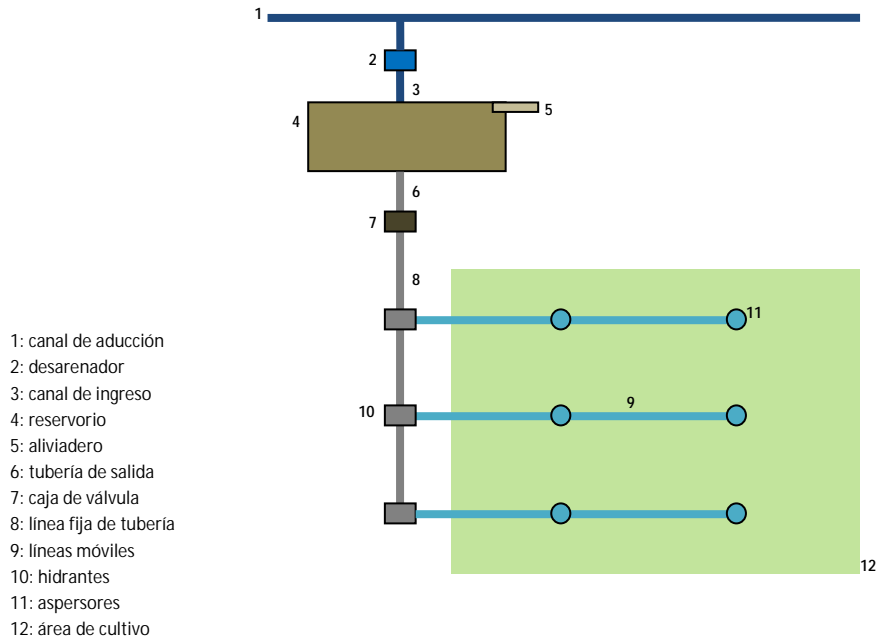 1
2
3
4
5
6
7
8
11
9
10
12
1: canal de aducción
2: desarenador
3: canal de ingreso
4: reservorio
5: aliviadero
6: tubería de salida
7: caja de válvula
8: línea fija de tubería
9: líneas móviles
10: hidrantes
11: aspersores
12: área de cultivo